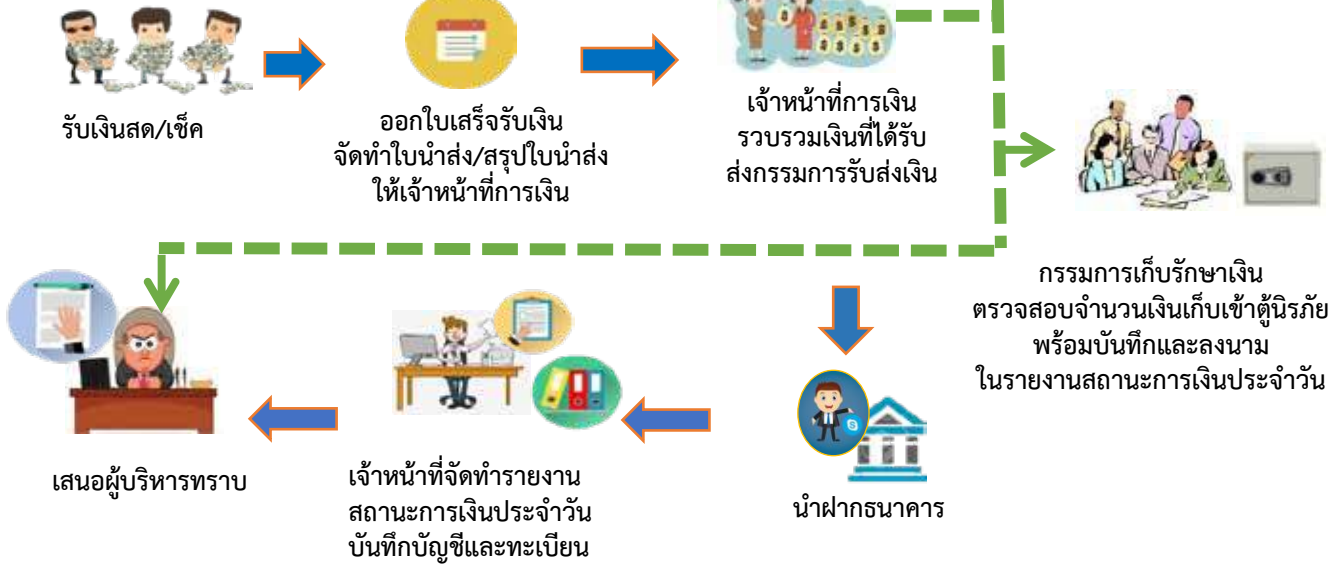 รับเงินสด/เช็ค
ออกใบเสร็จรับเงิน
จัดทำใบนำส่ง/สรุปใบนำส่ง
ให้เจ้าหน้าที่การเงิน
เจ้าหน้าที่การเงิน
รวบรวมเงินที่ได้รับ
ส่งกรรมการรับส่งเงิน
กรรมการเก็บรักษาเงิน
ตรวจสอบจำนวนเงินเก็บเข้าตู้นิรภัย
พร้อมบันทึกและลงนาม
ในรายงานสถานะการเงินประจำวัน
เสนอผู้บริหารทราบ
เจ้าหน้าที่จัดทำรายงาน
สถานะการเงินประจำวัน
บันทึกบัญชีและทะเบียน
นำฝากธนาคาร